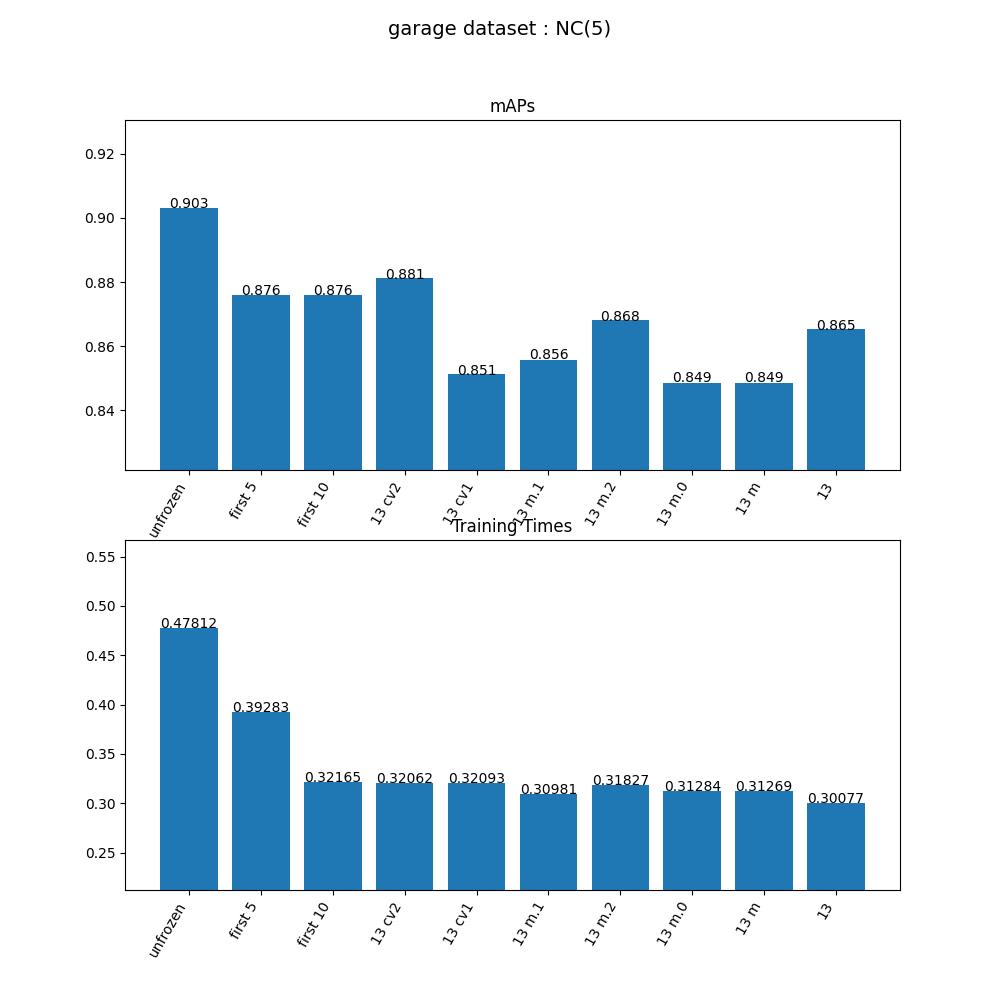 garage dataset : NC(5)
mAPs
0.92
0.90
0.88
0.86
0.84
0.903
0.876
0.876
0.881
0.851
0.856
0.868
0.849
0.849
0.865
unfrozen
first 5
first 10
13 cv2
13 cv1
13 m.1
13 m.2
13 m.0
13 m
13
Training Times
0.55
0.50
0.45
0.40
0.35
0.30
0.25
0.47812
0.39283
0.32165
0.32062
0.32093
0.30981
0.31827
0.31284
0.31269
0.30077
unfrozen
first 5
first 10
13 cv2
13 cv1
13 m.1
13 m.2
13 m.0
13 m
13